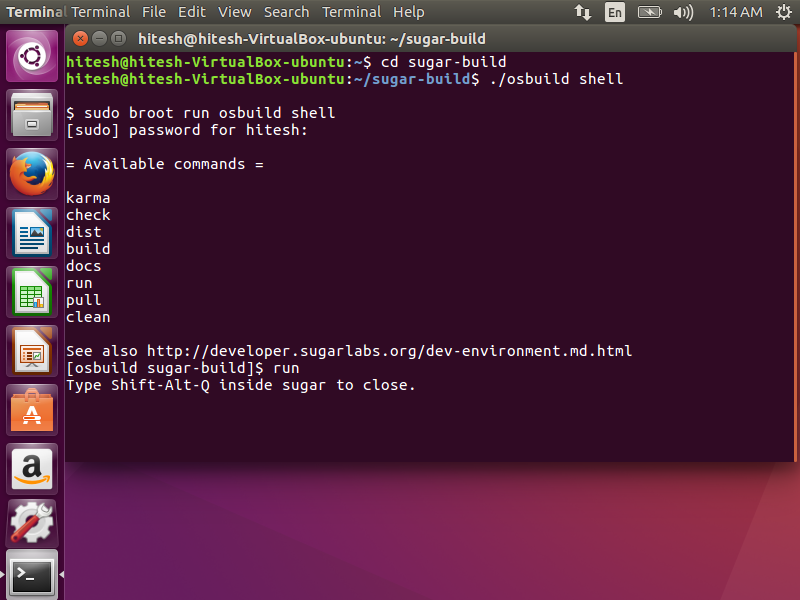 Terminal Terminal File Edit View Search Terminal Help En 1:14 AM
hitesh@hitesh-VirtualBox-ubuntu: ~/sugar-build
hitesh@hitesh-VirtualBox-ubuntu:~$ cd sugar-build
hitesh@hitesh-VirtualBox-ubuntu:~/sugar-build$ ./osbuild shell
$ sudo broot run osbuild shell
[sudo] password for hitesh:
= Available commands =
karma
check
dist
build
docs
run
pull
clean
See also http://developer.sugarlabs.org/dev-environment.md.html
[osbuild sugar-build]$ run
Type Shift-Alt-Q inside sugar to close.